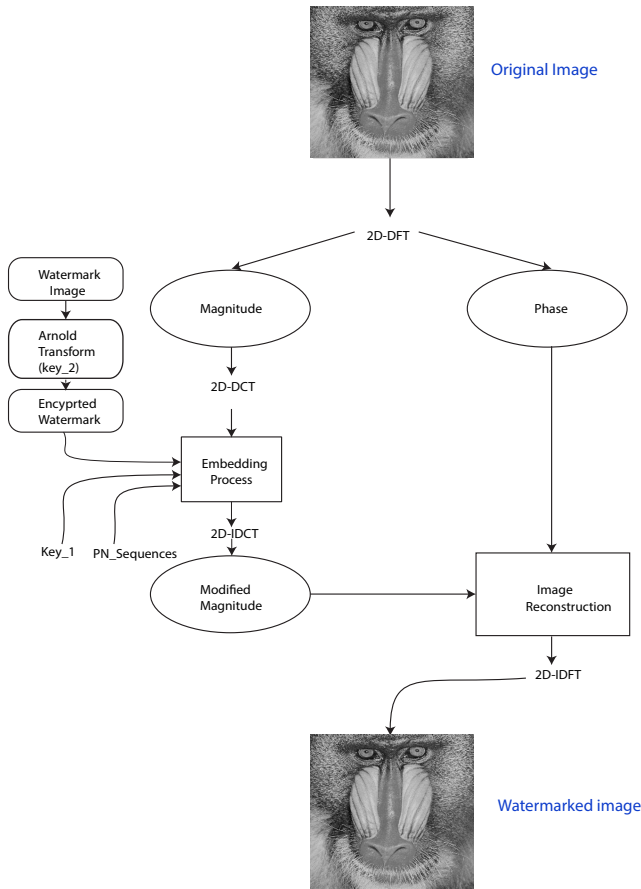 Original Image
2D-DFT
Watermark
Image
Magnitude
Phase
Arnold
Transform
(key_2)
2D-DCT
Encyprted
Watermark
Embedding
Process
2D-IDCT
Key_1
PN_Sequences
Modified
Magnitude
Image
Reconstruction
2D-IDFT
Watermarked image